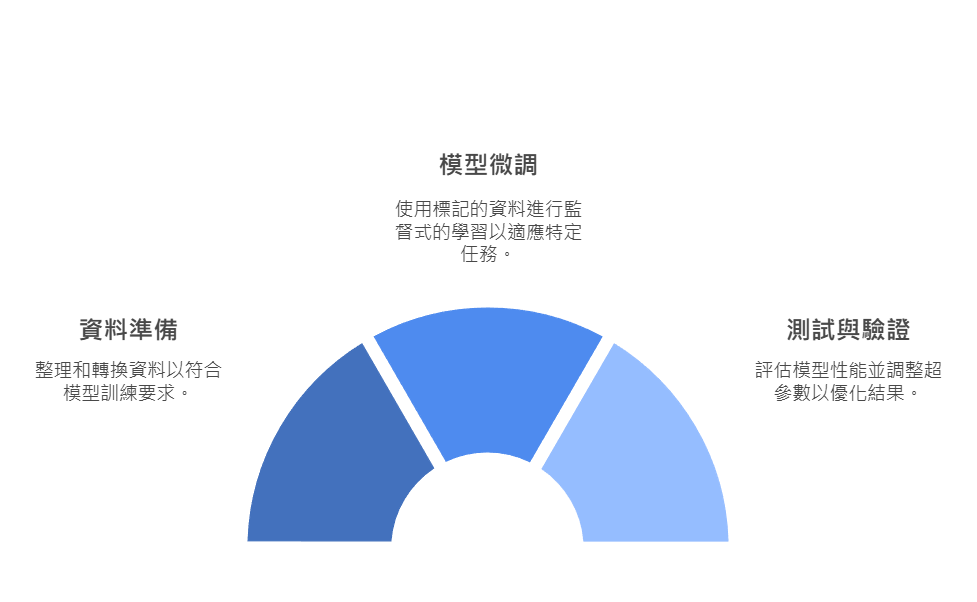 模型微調
使用標記的資料進行監
督式的學習以適應特定
任務。
資料準備
整理和轉換資料以符合
模型訓練要求。
測試與驗證
評估模型性能並調整超
參數以優化結果。